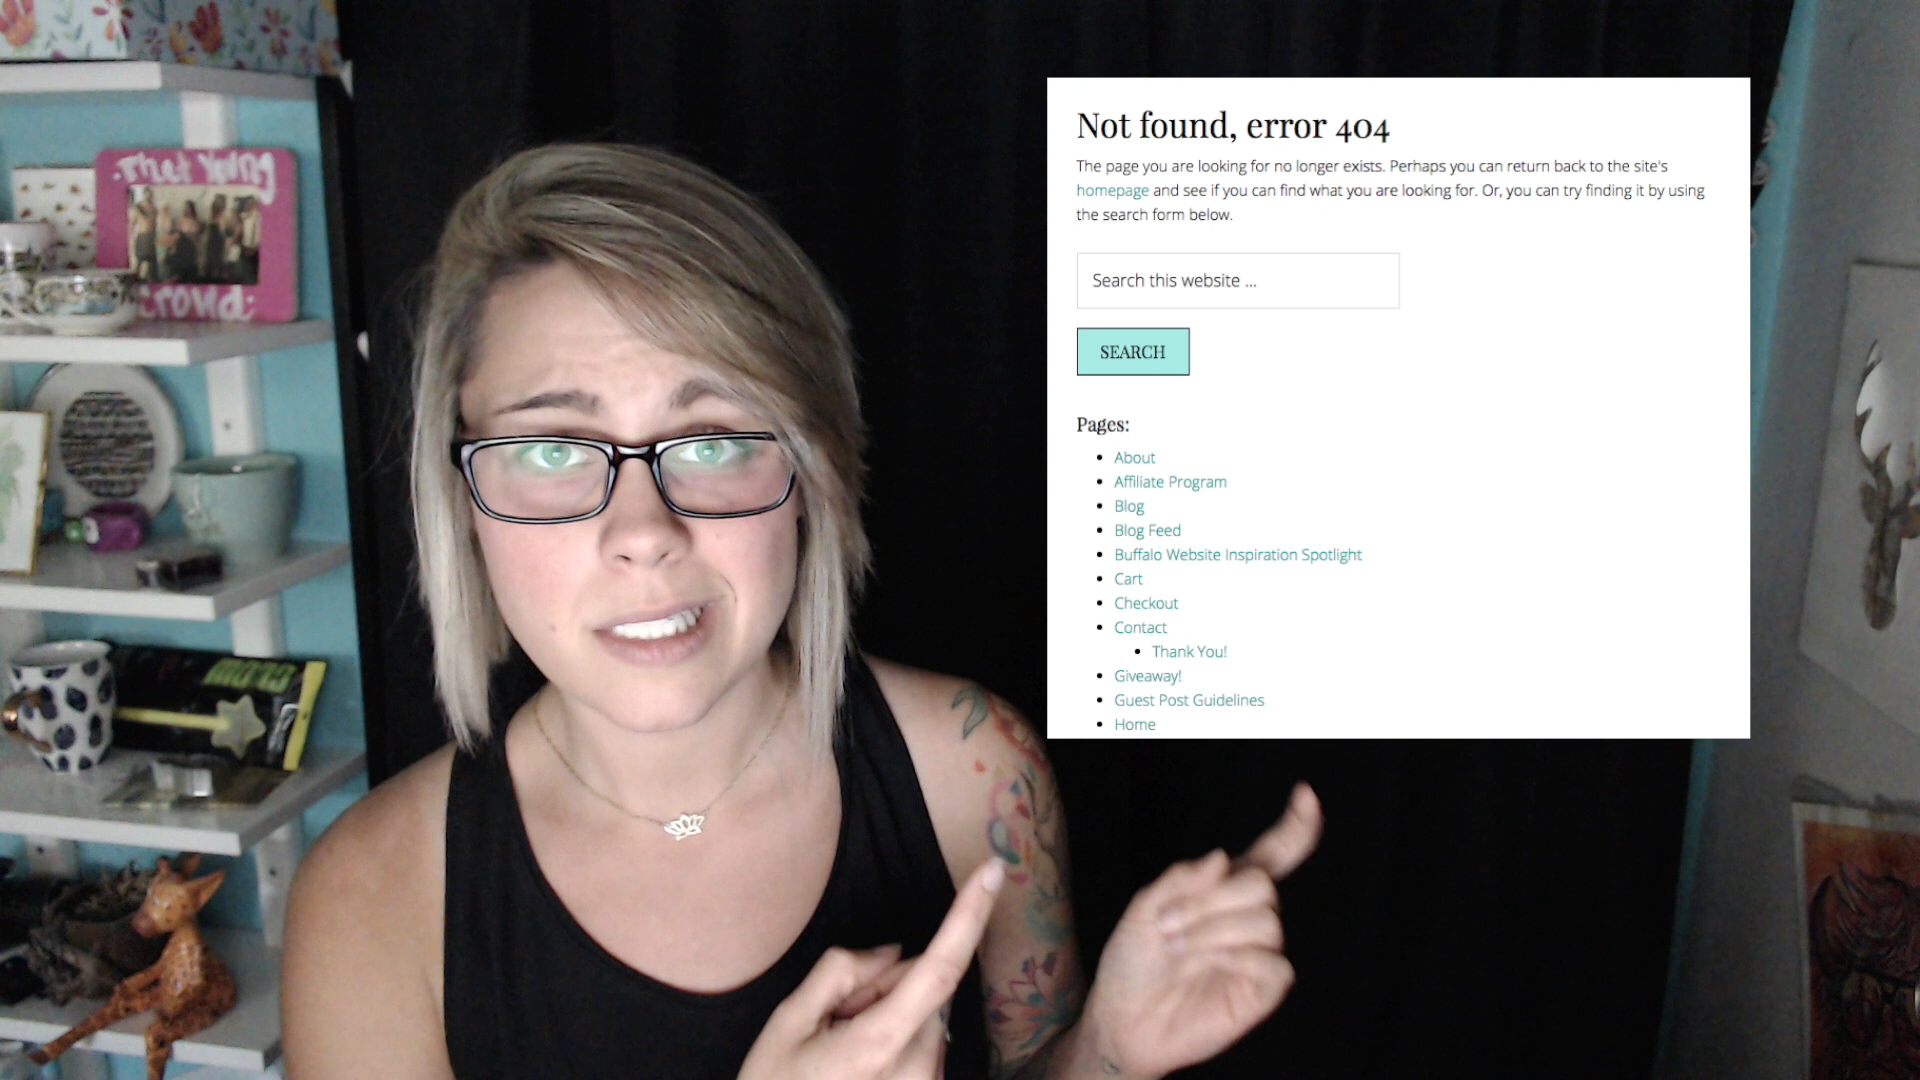 That Young
Crowd
GLOW
Not found, error 404
The page you are looking for no longer exists. Perhaps you can return back to the site's
homepage and see if you can find what you are looking for. Or, you can try finding it by using
the search form below.
Search this website ...
SEARCH
Pages:
About
Affiliate Program
Blog
Blog Feed
Buffalo Website Inspiration Spotlight
Cart
Checkout
Contact
Thank You!
Giveaway!
Guest Post Guidelines
Home